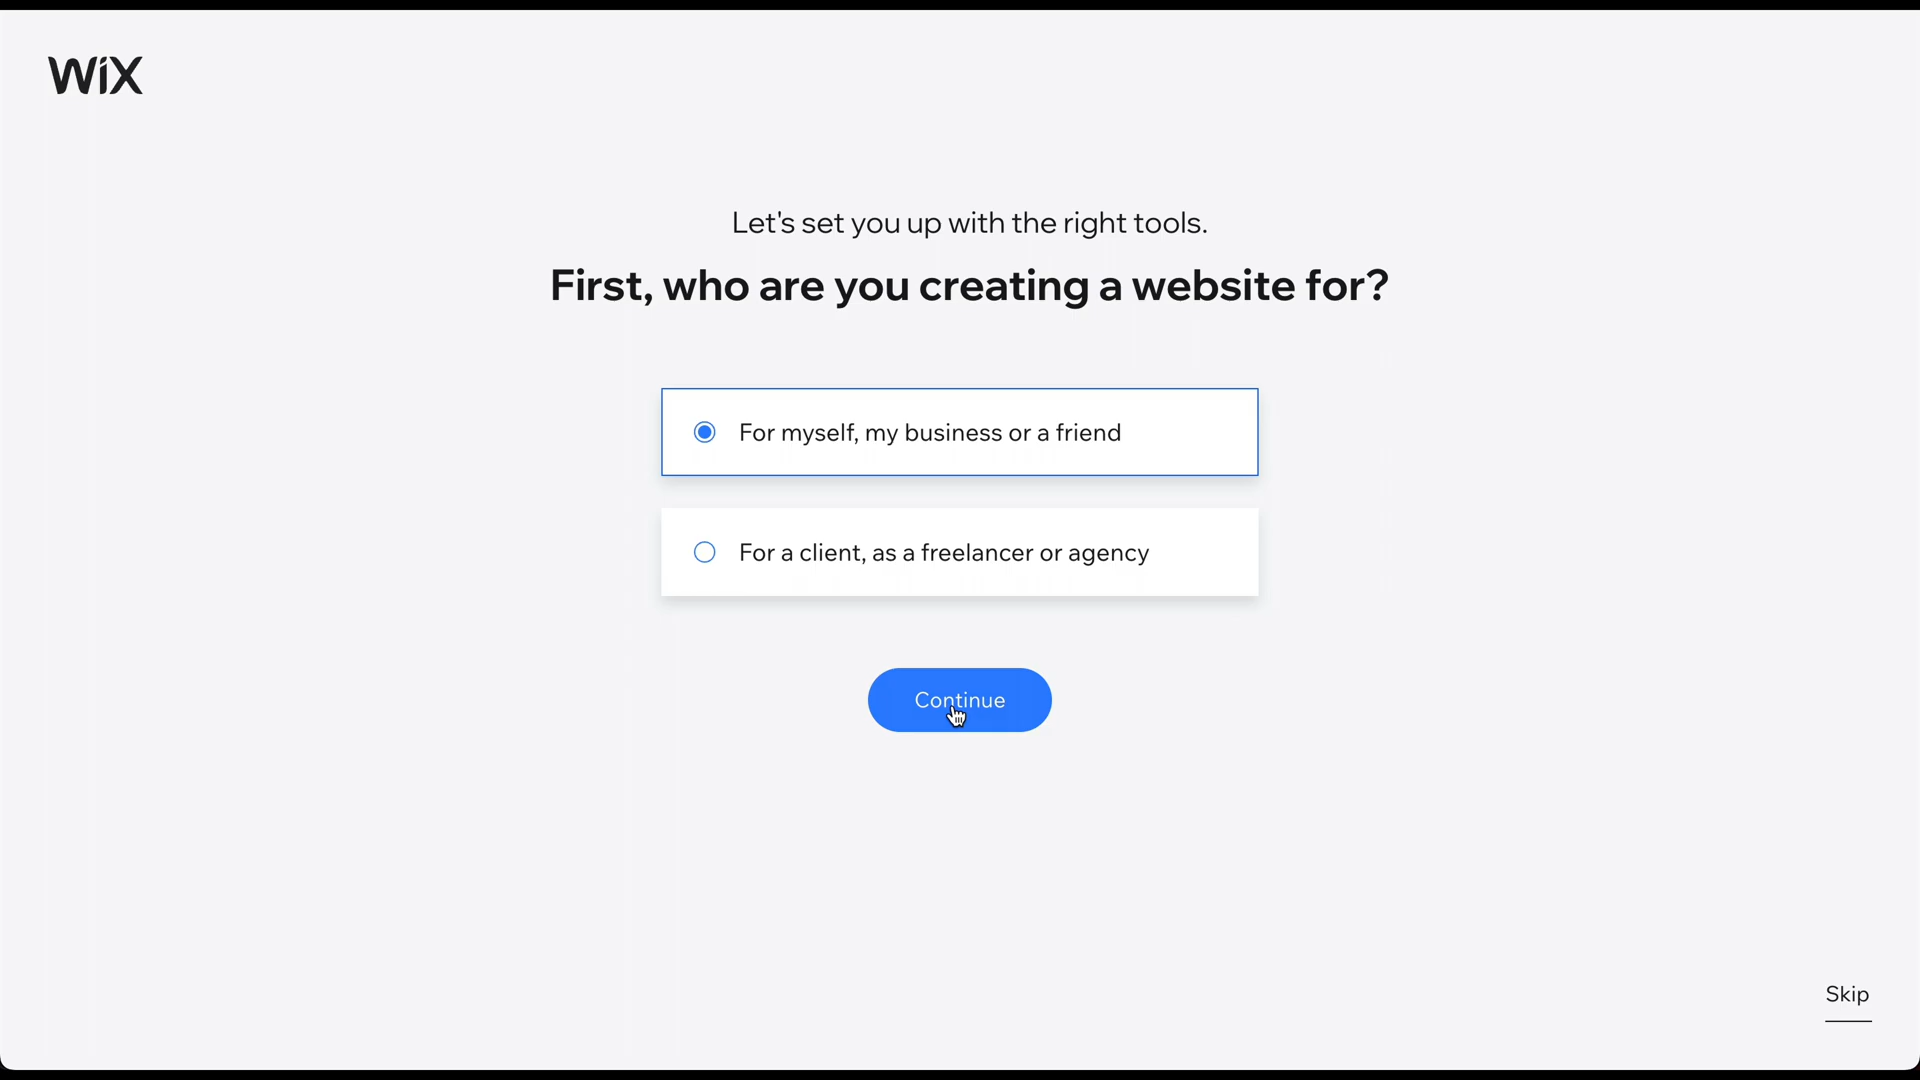 WiX
Let's set you up with the right tools.
First, who are you creating a website for?
For myself, my business or a friend
For a client, as a freelancer or agency
Continue
Skip